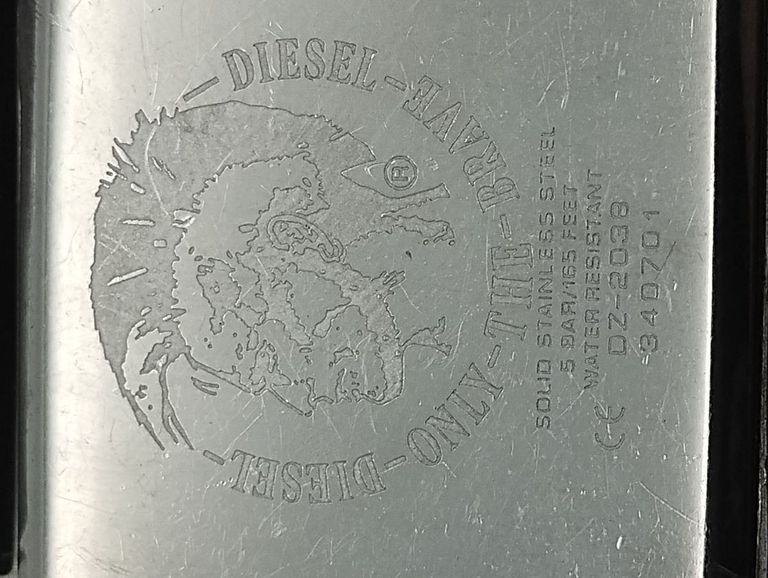 -DIESEL-ONLY-THE-BRAVE-DIESEL-
®
SOLID STAINLESS STEEL
5 BAR/165 FEET
WATER RESISTANT
CE DZ-2038
340701